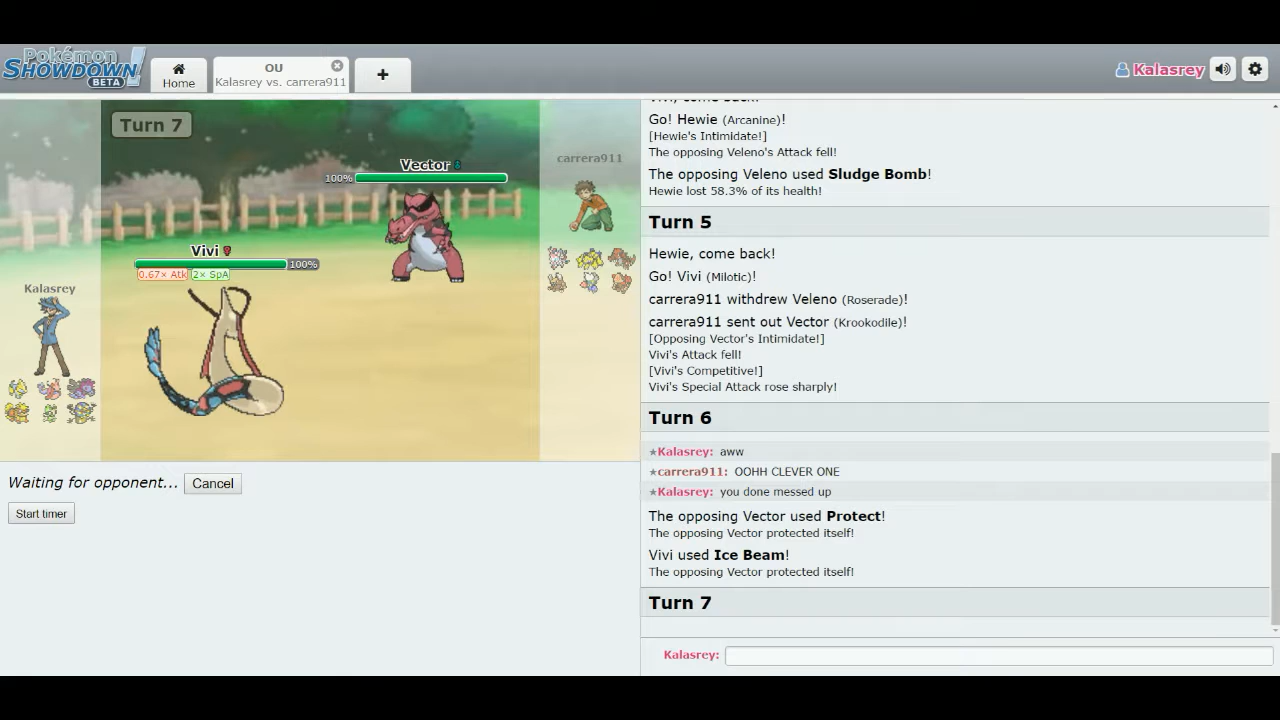 Pokémon
SHOWDOWN!
BETA
Home
OU
Kalasrey vs. carrera911
+
Kalasrey
Turn 7
Vector
100%
carrera911
Vivi
100%
0.67× Atk 2× SpA
Kalasrey
Waiting for opponent... Cancel
Start timer
Vivi, come back!
Go! Hewie (Arcanine)!
[Hewie's Intimidate!]
The opposing Veleno's Attack fell!
The opposing Veleno used Sludge Bomb!
Hewie lost 58.3% of its health!
Turn 5
Hewie, come back!
Go! Vivi (Milotic)!
carrera911 withdrew Veleno (Roserade)!
carrera911 sent out Vector (Krookodile)!
[Opposing Vector's Intimidate!]
Vivi's Attack fell!
[Vivi's Competitive!]
Vivi's Special Attack rose sharply!
Turn 6
★Kalasrey: aww
★carrera911: OOHH CLEVER ONE
★Kalasrey: you done messed up
The opposing Vector used Protect!
The opposing Vector protected itself!
Vivi used Ice Beam!
The opposing Vector protected itself!
Turn 7
Kalasrey: